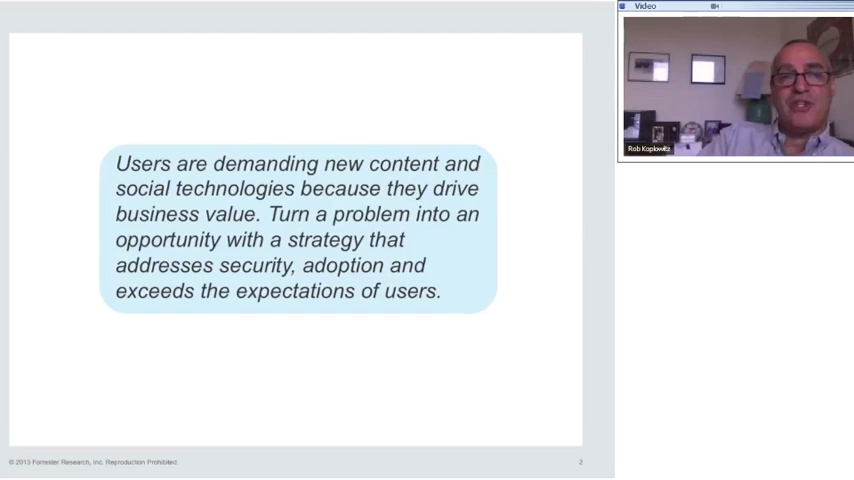 Video
Users are demanding new content and
social technologies because they drive
business value. Turn a problem into an
opportunity with a strategy that
addresses security, adoption and
exceeds the expectations of users.
Rob Koplowitz
© 2013 Forrester Research, Inc. Reproduction Prohibited
2